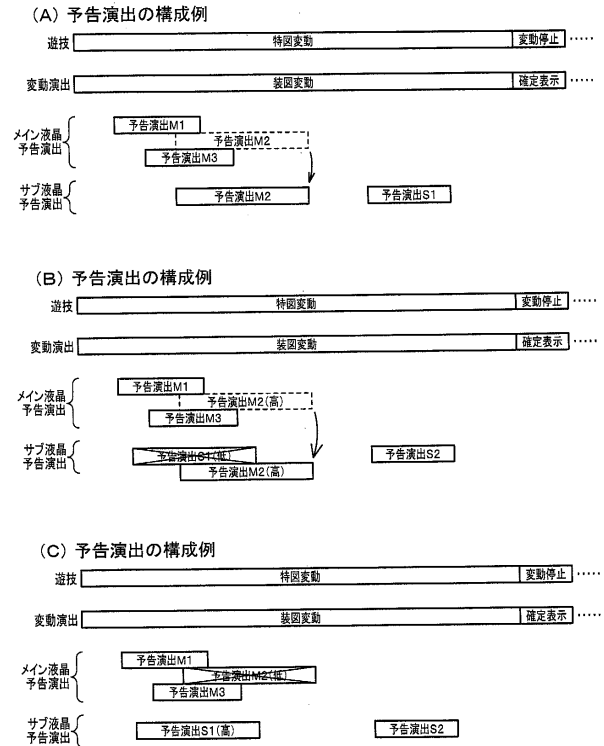 (A) 予告演出の構成例
遊技 特図変動 変動停止 ・・・・・
変動演出 装図変動 確定表示 ・・・・・
メイン液晶
予告演出
予告演出M1
予告演出M2
予告演出M3
サブ液晶
予告演出
予告演出M2 予告演出S1
(B) 予告演出の構成例
遊技 特図変動 変動停止 ・・・・・
変動演出 装図変動 確定表示 ・・・・・
メイン液晶
予告演出
予告演出M1
予告演出M2(高)
予告演出M3
サブ液晶
予告演出
予告演出S1(低) 予告演出S2
予告演出M2(高)
(C) 予告演出の構成例
遊技 特図変動 変動停止 ・・・・・
変動演出 装図変動 確定表示 ・・・・・
メイン液晶
予告演出
予告演出M1
予告演出M2(低)
予告演出M3
サブ液晶
予告演出
予告演出S1(高) 予告演出S2